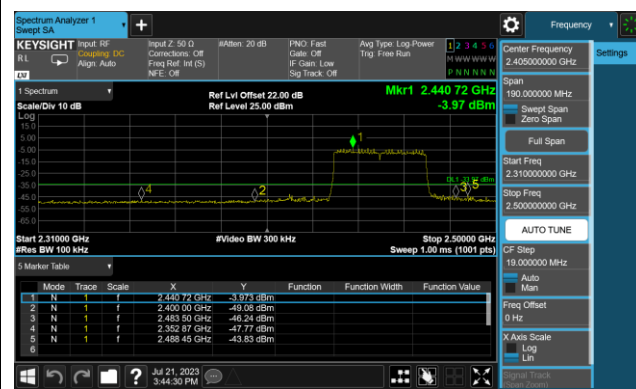 Spectrum Analyzer 1
Swept SA
Frequency
KEYSIGHT
RL
LXI
Input: RF
Coupling: DC
Align: Auto
Input Z: 50 Ω
Corrections: Off
Freq Ref: Int (S)
NFE: Off
#Atten: 20 dB
PNO: Fast
Gate: Off
IF Gain: Low
Sig Track: Off
Avg Type: Log-Power
Trig: Free Run
1 2 3 4 5 6
M W W W W W
P N N N N N
Center Frequency
2.405000000 GHz
Settings
Span
190.000000 MHz
Swept Span
Zero Span
Full Span
Start Freq
2.310000000 GHz
Stop Freq
2.500000000 GHz
AUTO TUNE
CF Step
19.000000 MHz
Auto
Man
Freq Offset
0 Hz
X Axis Scale
Log
Lin
Signal Track
(Span Zoom)
1 Spectrum
Scale/Div 10 dB
Ref Lvl Offset 22.00 dB
Ref Level 25.00 dBm
Mkr1 2.440 72 GHz
-3.97 dBm
Log
15.0
5.00
-5.00
-15.0
-25.0
-35.0
-45.0
-55.0
-65.0
1
4
2
3
5
Start 2.31000 GHz
#Res BW 100 kHz
#Video BW 300 kHz
Stop 2.50000 GHz
Sweep 1.00 ms (1001 pts)
5 Marker Table
Mode Trace Scale X Y Function Function Width Function Value
1 N 1 f 2.440 72 GHz -3.973 dBm
2 N 1 f 2.400 00 GHz -49.08 dBm
3 N 1 f 2.483 50 GHz -46.24 dBm
4 N 1 f 2.352 87 GHz -47.77 dBm
5 N 1 f 2.488 45 GHz -43.83 dBm
6
?
Jul 21, 2023
3:44:30 PM